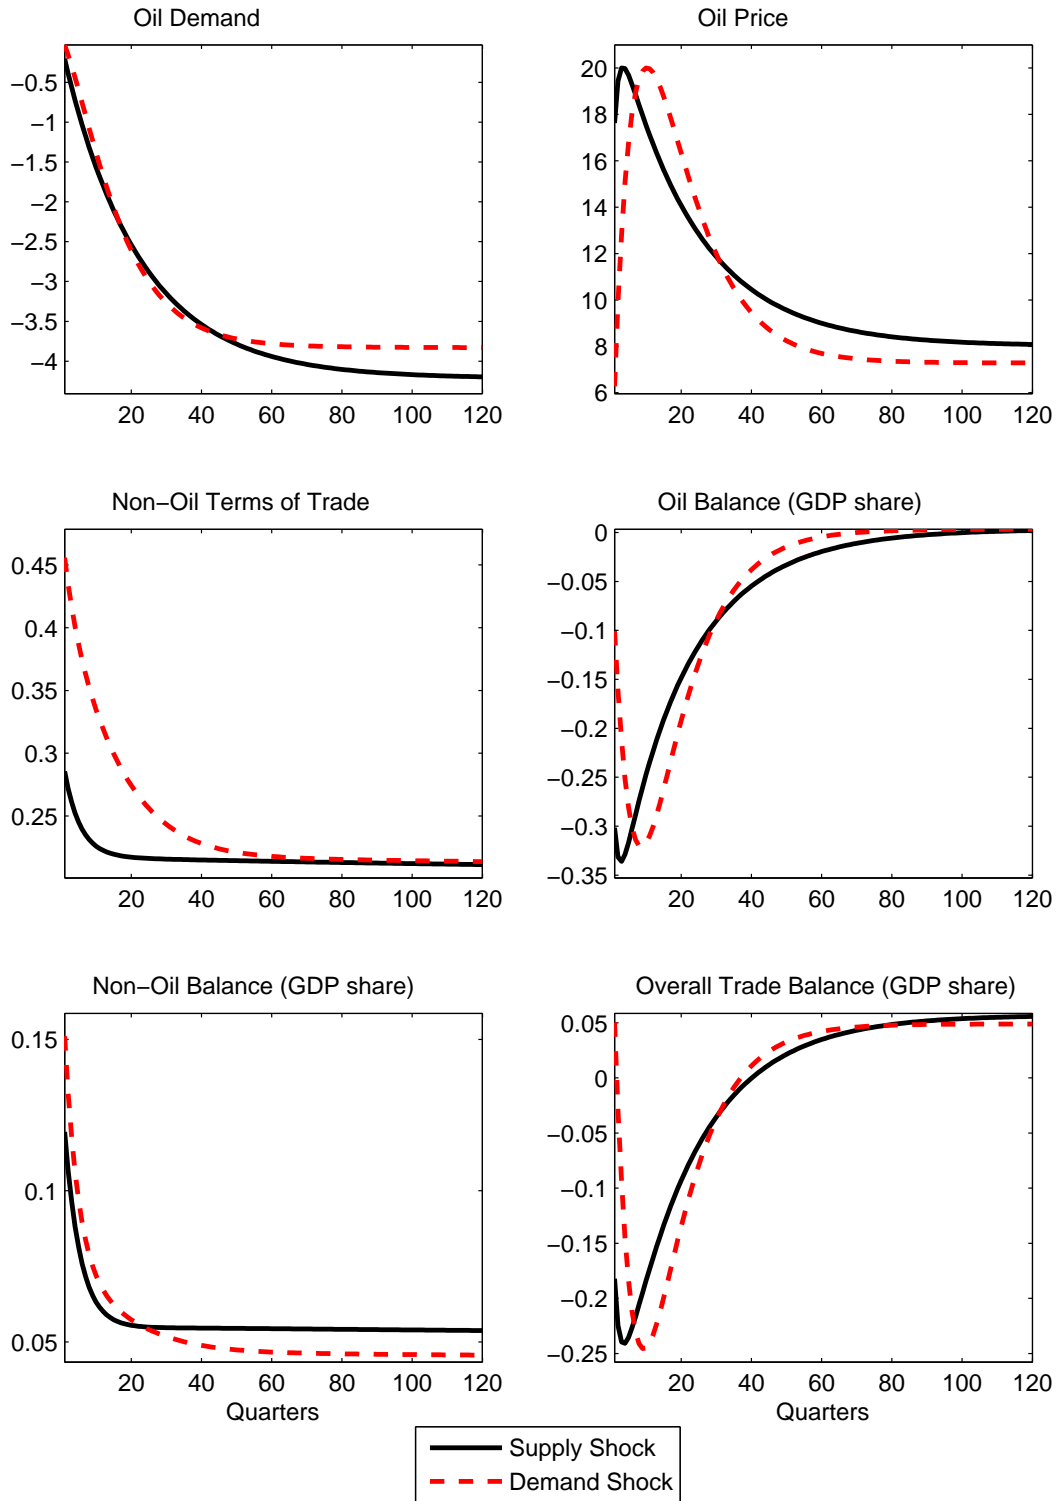 Oil Demand
−0.5
−1
−1.5
−2
−2.5
−3
−3.5
−4
20 40 60 80 100 120
Oil Price
20
18
16
14
12
10
8
6
20 40 60 80 100 120
Non−Oil Terms of Trade
0.45
0.4
0.35
0.3
0.25
20 40 60 80 100 120
Oil Balance (GDP share)
0
−0.05
−0.1
−0.15
−0.2
−0.25
−0.3
−0.35
20 40 60 80 100 120
Non−Oil Balance (GDP share)
0.15
0.1
0.05
20 40 60 80 100 120
Quarters
Overall Trade Balance (GDP share)
0.05
0
−0.05
−0.1
−0.15
−0.2
−0.25
20 40 60 80 100 120
Quarters
Supply Shock
Demand Shock